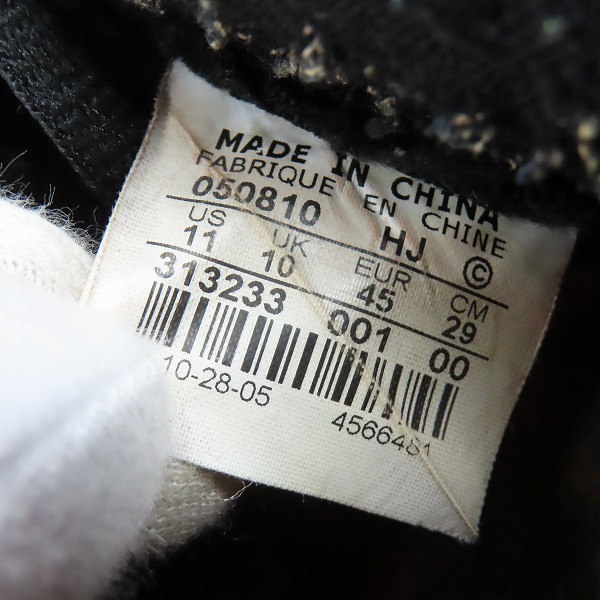 MADE IN CHINA
FABRIQUE EN CHINE
050810 HJ ©
US UK EUR CM
11 10 45 29
313233 001 00
10-28-05 4566481